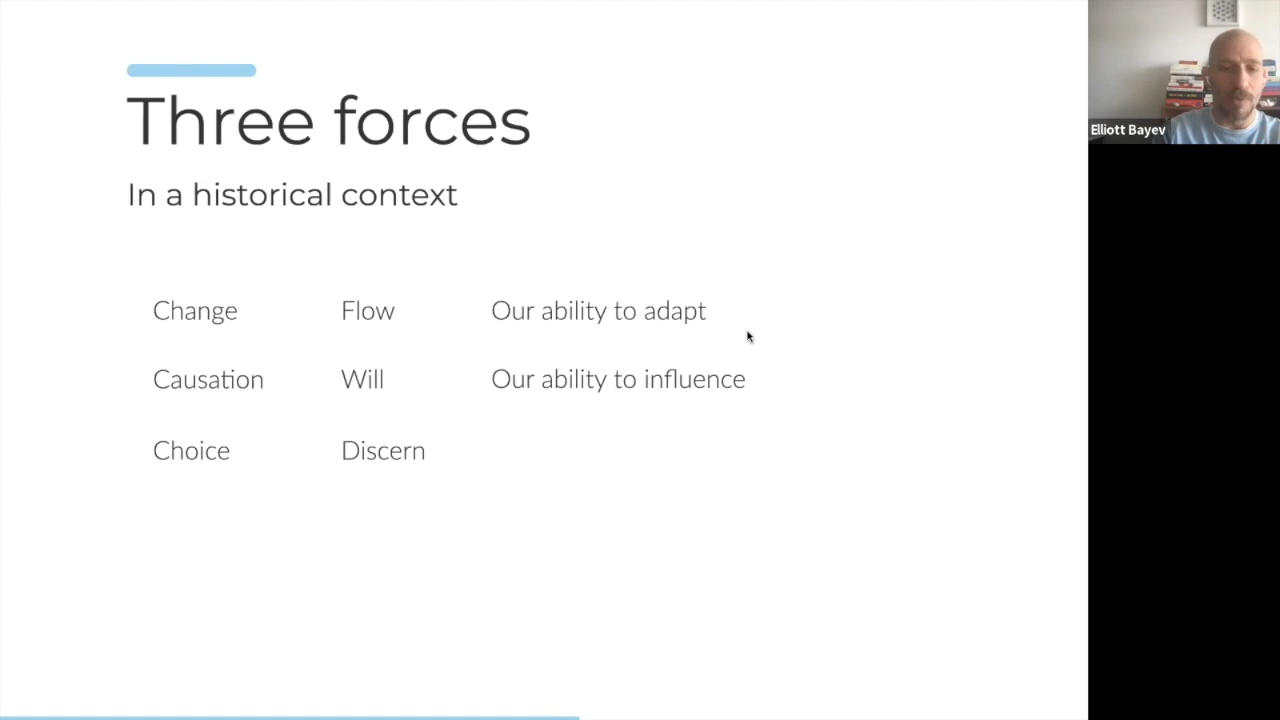 Three forces
In a historical context
Change Flow Our ability to adapt
Causation Will Our ability to influence
Choice Discern
Elliott Bayev